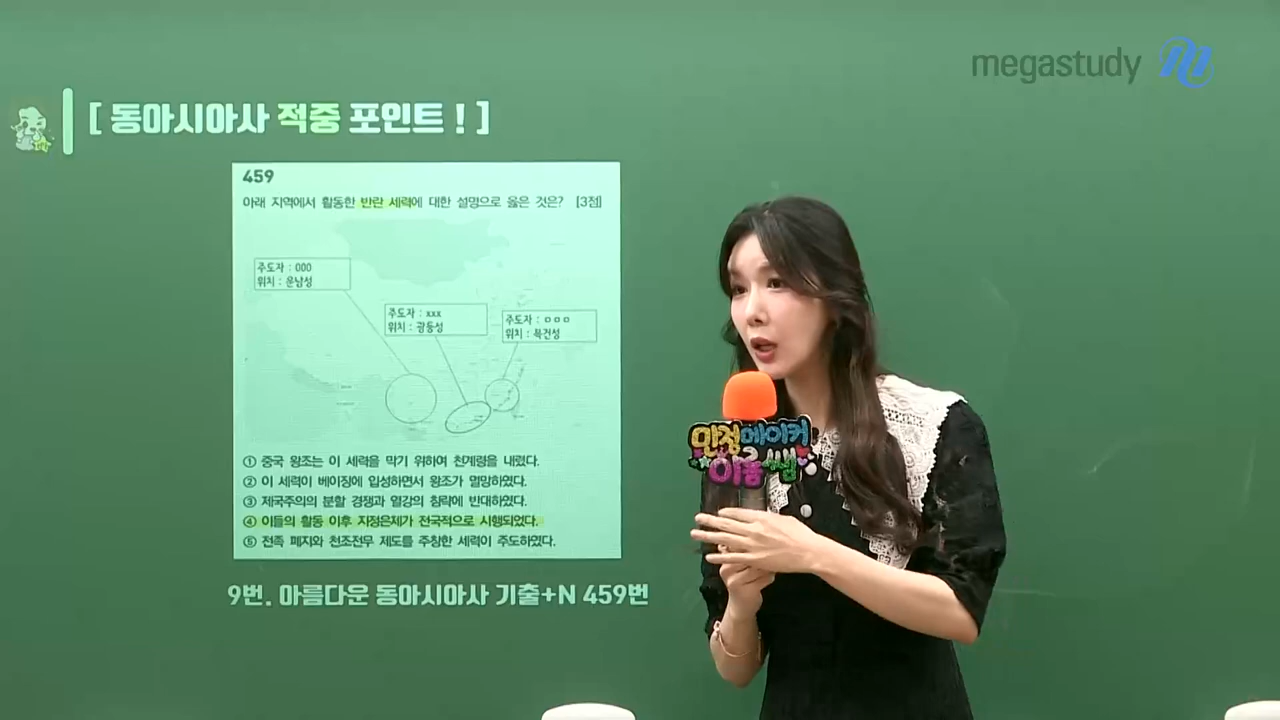 megastudy
[ 동아시아사 적중 포인트 ! ]
459
아래 지역에서 활동한 반란 세력에 대한 설명으로 옳은 것은? [3점]
주도자 : 000
위치 : 운남성
주도자 : xxx
위치 : 광동성
주도자 : ㅁㅁㅁ
위치 : 복건성
① 중국 왕조는 이 세력을 막기 위하여 천계령을 내렸다.
② 이 세력이 베이징에 입성하면서 왕조가 멸망하였다.
③ 제국주의의 분할 경쟁과 열강의 침략에 반대하였다.
④ 이들의 활동 이후 지정은제가 전국적으로 시행되었다.
⑤ 전족 폐지와 천조전무 제도를 주창한 세력이 주도하였다.
9번. 아름다운 동아시아사 기출+N 459번
만점메이커
이용쌤